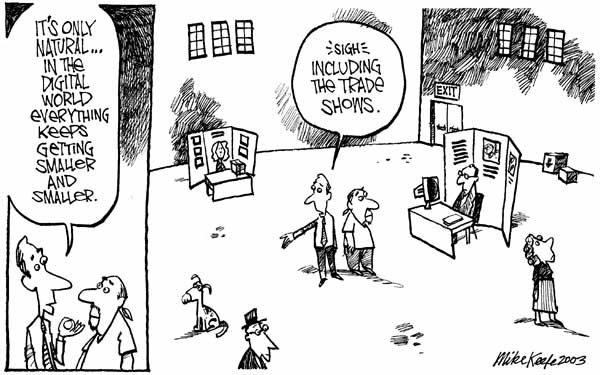 IT'S ONLY
NATURAL...
IN THE
DIGITAL
WORLD
EVERYTHING
KEEPS
GETTING
SMALLER
AND
SMALLER.
SIGH
INCLUDING
THE TRADE
SHOWS.
EXIT
Mike Keefe 2003